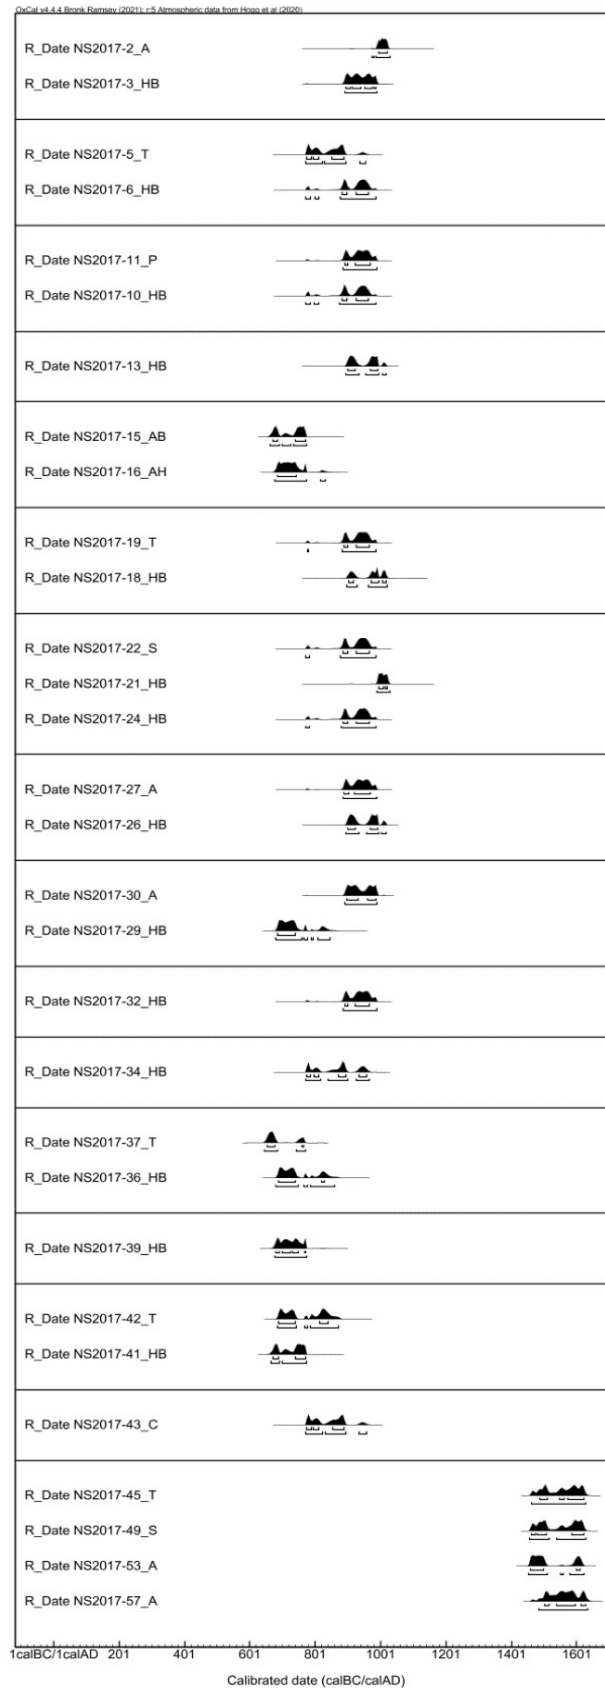 OxCal v4.4.4 Bronk Ramsey (2021); r:5 Atmospheric data from Hogg et al (2020)
R_Date NS2017-2_A
R_Date NS2017-3_HB
R_Date NS2017-5_T
R_Date NS2017-6_HB
R_Date NS2017-11_P
R_Date NS2017-10_HB
R_Date NS2017-13_HB
R_Date NS2017-15_AB
R_Date NS2017-16_AH
R_Date NS2017-19_T
R_Date NS2017-18_HB
R_Date NS2017-22_S
R_Date NS2017-21_HB
R_Date NS2017-24_HB
R_Date NS2017-27_A
R_Date NS2017-26_HB
R_Date NS2017-30_A
R_Date NS2017-29_HB
R_Date NS2017-32_HB
R_Date NS2017-34_HB
R_Date NS2017-37_T
R_Date NS2017-36_HB
R_Date NS2017-39_HB
R_Date NS2017-42_T
R_Date NS2017-41_HB
R_Date NS2017-43_C
R_Date NS2017-45_T
R_Date NS2017-49_S
R_Date NS2017-53_A
R_Date NS2017-57_A
1calBC/1calAD 201 401 601 801 1001 1201 1401 1601
Calibrated date (calBC/calAD)